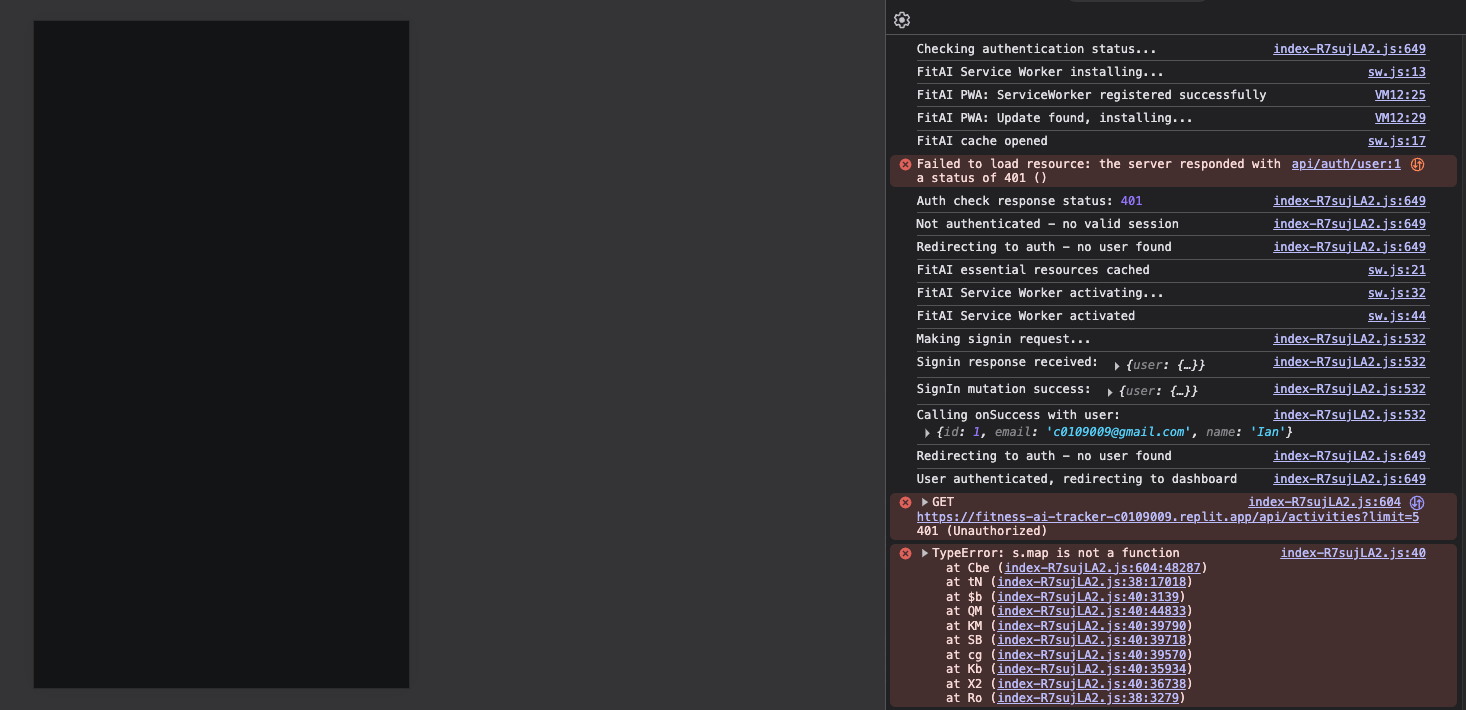 Checking authentication status... index-R7sujLA2.js:649
FitAI Service Worker installing... sw.js:13
FitAI PWA: ServiceWorker registered successfully VM12:25
FitAI PWA: Update found, installing... VM12:29
FitAI cache opened sw.js:17
Failed to load resource: the server responded with api/auth/user:1
a status of 401 ()
Auth check response status: 401 index-R7sujLA2.js:649
Not authenticated – no valid session index-R7sujLA2.js:649
Redirecting to auth – no user found index-R7sujLA2.js:649
FitAI essential resources cached sw.js:21
FitAI Service Worker activating... sw.js:32
FitAI Service Worker activated sw.js:44
Making signin request... index-R7sujLA2.js:532
Signin response received: ▶ {user: {…}} index-R7sujLA2.js:532
SignIn mutation success: ▶ {user: {…}} index-R7sujLA2.js:532
Calling onSuccess with user: index-R7sujLA2.js:532
▶ {id: 1, email: 'c0109009@gmail.com', name: 'Ian'}
Redirecting to auth – no user found index-R7sujLA2.js:649
User authenticated, redirecting to dashboard index-R7sujLA2.js:649
▶ GET index-R7sujLA2.js:604
https://fitness-ai-tracker-c0109009.replit.app/api/activities?limit=5
401 (Unauthorized)
▶ TypeError: s.map is not a function index-R7sujLA2.js:40
at Cbe (index-R7sujLA2.js:604:48287)
at tN (index-R7sujLA2.js:38:17018)
at $b (index-R7sujLA2.js:40:3139)
at QM (index-R7sujLA2.js:40:44833)
at KM (index-R7sujLA2.js:40:39790)
at SB (index-R7sujLA2.js:40:39718)
at cg (index-R7sujLA2.js:40:39570)
at Kb (index-R7sujLA2.js:40:35934)
at X2 (index-R7sujLA2.js:40:36738)
at Ro (index-R7sujLA2.js:38:3279)